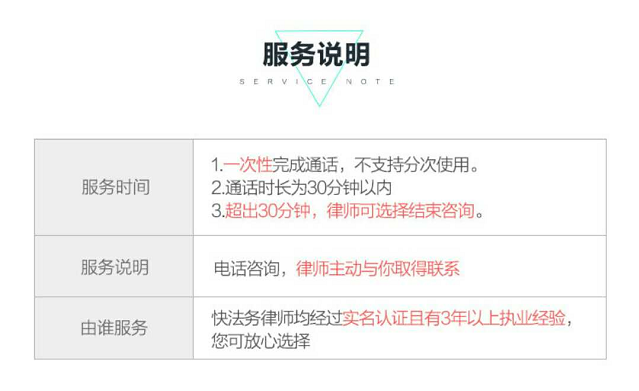 服务说明
SERVICE NOTE
服务时间
1.一次性完成通话，不支持分次使用。
2.通话时长为30分钟以内
3.超出30分钟，律师可选择结束咨询。
服务说明
电话咨询，律师主动与你取得联系
由谁服务
快法务律师均经过实名认证且有3年以上执业经验，
您可放心选择